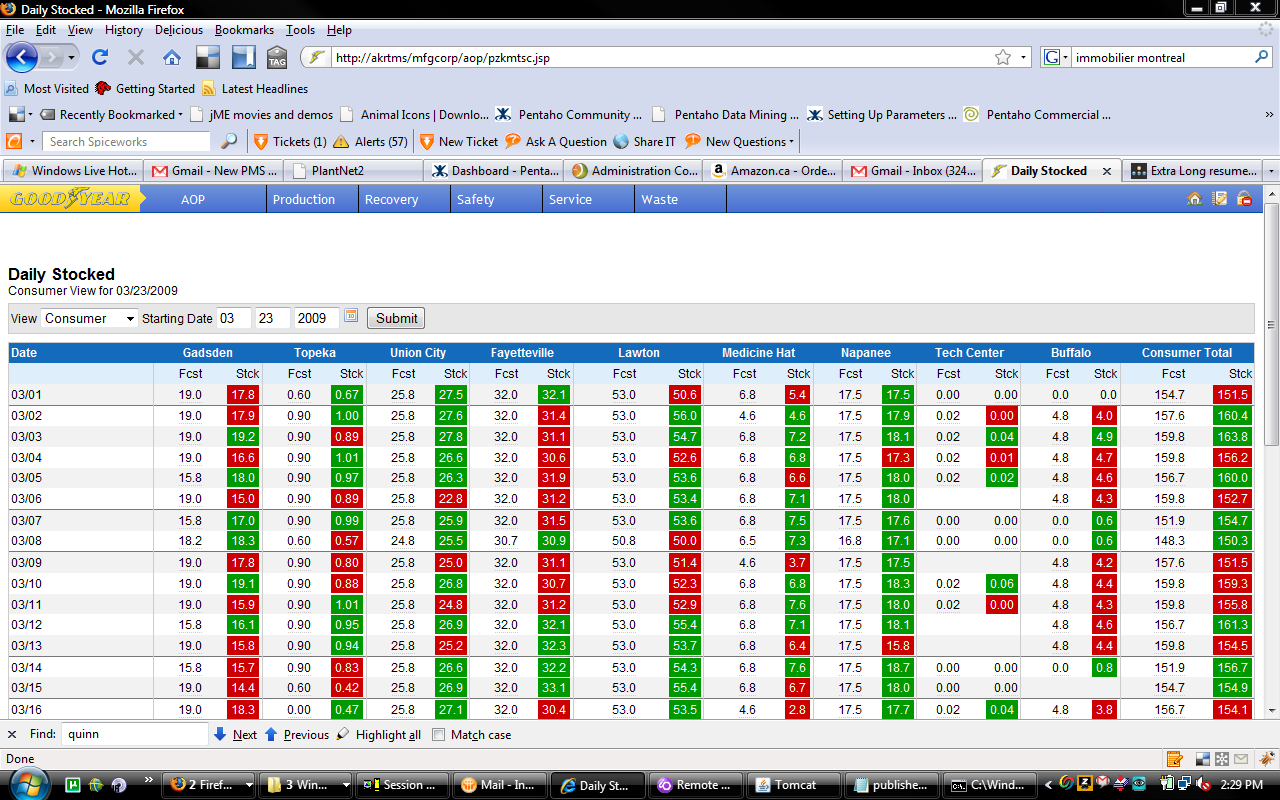 Daily Stocked - Mozilla Firefox
File Edit View History Delicious Bookmarks Tools Help
TAG http://akrtms/mfgcorp/aop/pzkmtsc.jsp G immobilier montreal
Most Visited Getting Started Latest Headlines
Recently Bookmarked jME movies and demos Animal Icons | Downlo... Pentaho Community ... Pentaho Data Mining ... Setting Up Parameters ... Pentaho Commercial ... »
Search Spiceworks Tickets (1) Alerts (57) New Ticket Ask A Question Share IT New Questions
Windows Live Hot... Gmail - New PMS ... PlantNet2 Dashboard - Penta... Administration Co... Amazon.ca - Orde... Gmail - Inbox (324... Daily Stocked Extra Long resume...
GOODYEAR AOP Production Recovery Safety Service Waste
Daily Stocked
Consumer View for 03/23/2009
View Consumer Starting Date 03 23 2009 Submit
Date Gadsden Topeka Union City Fayetteville Lawton Medicine Hat Napanee Tech Center Buffalo Consumer Total
Fcst Stck Fcst Stck Fcst Stck Fcst Stck Fcst Stck Fcst Stck Fcst Stck Fcst Stck Fcst Stck Fcst Stck
03/01 19.0 17.8 0.60 0.67 25.8 27.5 32.0 32.1 53.0 50.6 6.8 5.4 17.5 17.5 0.00 0.00 0.0 0.0 154.7 151.5
03/02 19.0 17.9 0.90 1.00 25.8 27.6 32.0 31.4 53.0 56.0 4.6 4.6 17.5 17.9 0.02 0.00 4.8 4.0 157.6 160.4
03/03 19.0 19.2 0.90 0.89 25.8 27.8 32.0 31.1 53.0 54.7 6.8 7.2 17.5 18.1 0.02 0.04 4.8 4.9 159.8 163.8
03/04 19.0 16.6 0.90 1.01 25.8 26.6 32.0 30.6 53.0 52.6 6.8 6.8 17.5 17.3 0.02 0.01 4.8 4.7 159.8 156.2
03/05 15.8 18.0 0.90 0.97 25.8 26.3 32.0 31.9 53.0 53.6 6.8 6.6 17.5 18.0 0.02 0.02 4.8 4.6 156.7 160.0
03/06 19.0 15.0 0.90 0.89 25.8 22.8 32.0 31.2 53.0 53.4 6.8 7.1 17.5 18.0 4.8 4.3 159.8 152.7
03/07 15.8 17.0 0.90 0.99 25.8 25.9 32.0 31.5 53.0 53.6 6.8 7.5 17.5 17.6 0.00 0.00 0.0 0.6 151.9 154.7
03/08 18.2 18.3 0.60 0.57 24.8 25.5 30.7 30.9 50.8 50.0 6.5 7.3 16.8 17.1 0.00 0.00 0.0 0.6 148.3 150.3
03/09 19.0 17.8 0.90 0.80 25.8 25.0 32.0 31.1 53.0 51.4 4.6 3.7 17.5 17.5 4.8 4.2 157.6 151.5
03/10 19.0 19.1 0.90 0.88 25.8 26.8 32.0 30.7 53.0 52.3 6.8 6.8 17.5 18.3 0.02 0.06 4.8 4.4 159.8 159.3
03/11 19.0 15.9 0.90 1.01 25.8 24.8 32.0 31.2 53.0 52.9 6.8 7.6 17.5 18.0 0.02 0.00 4.8 4.3 159.8 155.8
03/12 15.8 16.1 0.90 0.95 25.8 26.9 32.0 32.1 53.0 55.4 6.8 7.1 17.5 18.1 4.8 4.6 156.7 161.3
03/13 19.0 15.8 0.90 0.94 25.8 25.2 32.0 32.3 53.0 53.7 6.8 6.4 17.5 15.8 4.8 4.4 159.8 154.5
03/14 15.8 15.7 0.90 0.83 25.8 26.6 32.0 32.2 53.0 54.3 6.8 7.6 17.5 18.7 0.00 0.00 0.0 0.8 151.9 156.7
03/15 19.0 14.4 0.60 0.42 25.8 26.9 32.0 33.1 53.0 55.4 6.8 6.7 17.5 18.0 0.00 0.00 154.7 154.9
03/16 19.0 18.3 0.00 0.47 25.8 27.1 32.0 30.4 53.0 53.5 4.6 2.8 17.5 17.7 0.02 0.04 4.8 3.8 156.7 154.1
Find: quinn Next Previous Highlight all Match case
Done
» 2 Firef... 3 Win... Session ... Mail - In... Daily St... Remote ... Tomcat publishe... C:\Wind... 2:29 PM